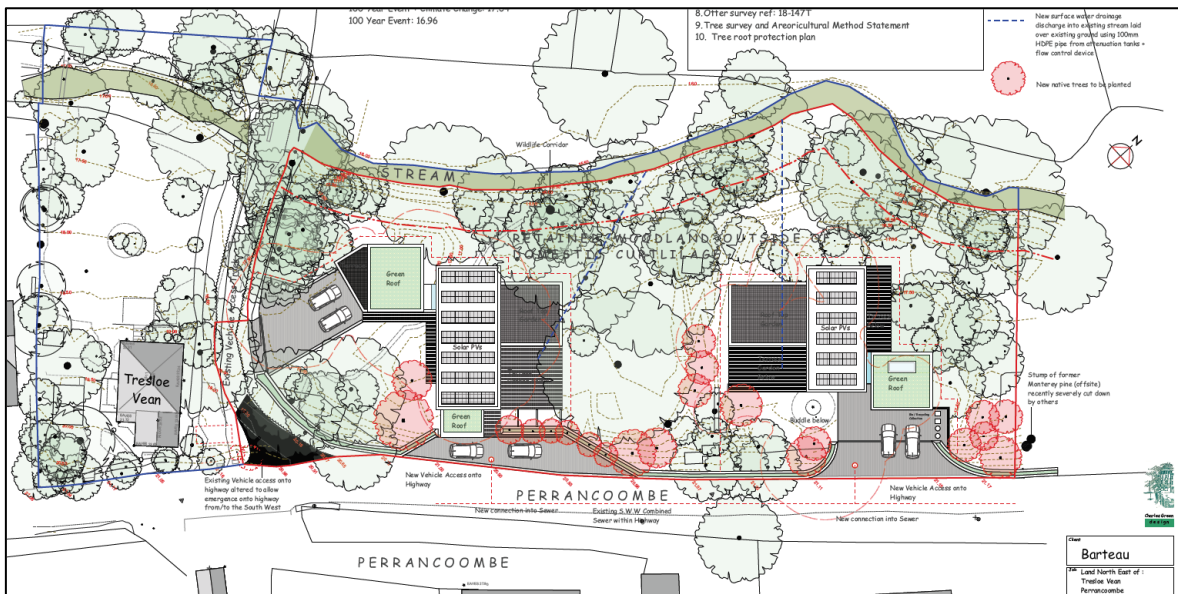 100 Year Event: 16.96
8. Otter survey ref: 18-147T
9. Tree survey and Areoricultural Method Statement
10. Tree root protection plan
New surface water drainage
discharge into existing stream laid
over existing ground using 100mm
HDPE pipe from attenuation tanks +
flow control device
New native trees to be planted
N
Wildlife Corridor
STREAM
RETAINED WOODLAND OUTSIDE
DOMESTIC CURTILAGE
Existing Vehicle Access
Green
Roof
Solar PVs
Green
Roof
Solar PVs
Green
Roof
Buddle below
Tresloe
Vean
Stump of former
Monterey pine (offsite)
recently severely cut down
by others
Existing Vehicle access onto
highway altered to allow
emergence onto highway
from/to the South West
New Vehicle Access onto
Highway
New Vehicle Access onto
Highway
PERRANCOOMBE
New connection into Sewer
Existing S.W.W Combined
Sewer within Highway
New connection into Sewer
PERRANCOOMBE
Charles Green
design
Client
Barteau
Job
Land North East of :
Tresloe Vean
Perrancoombe